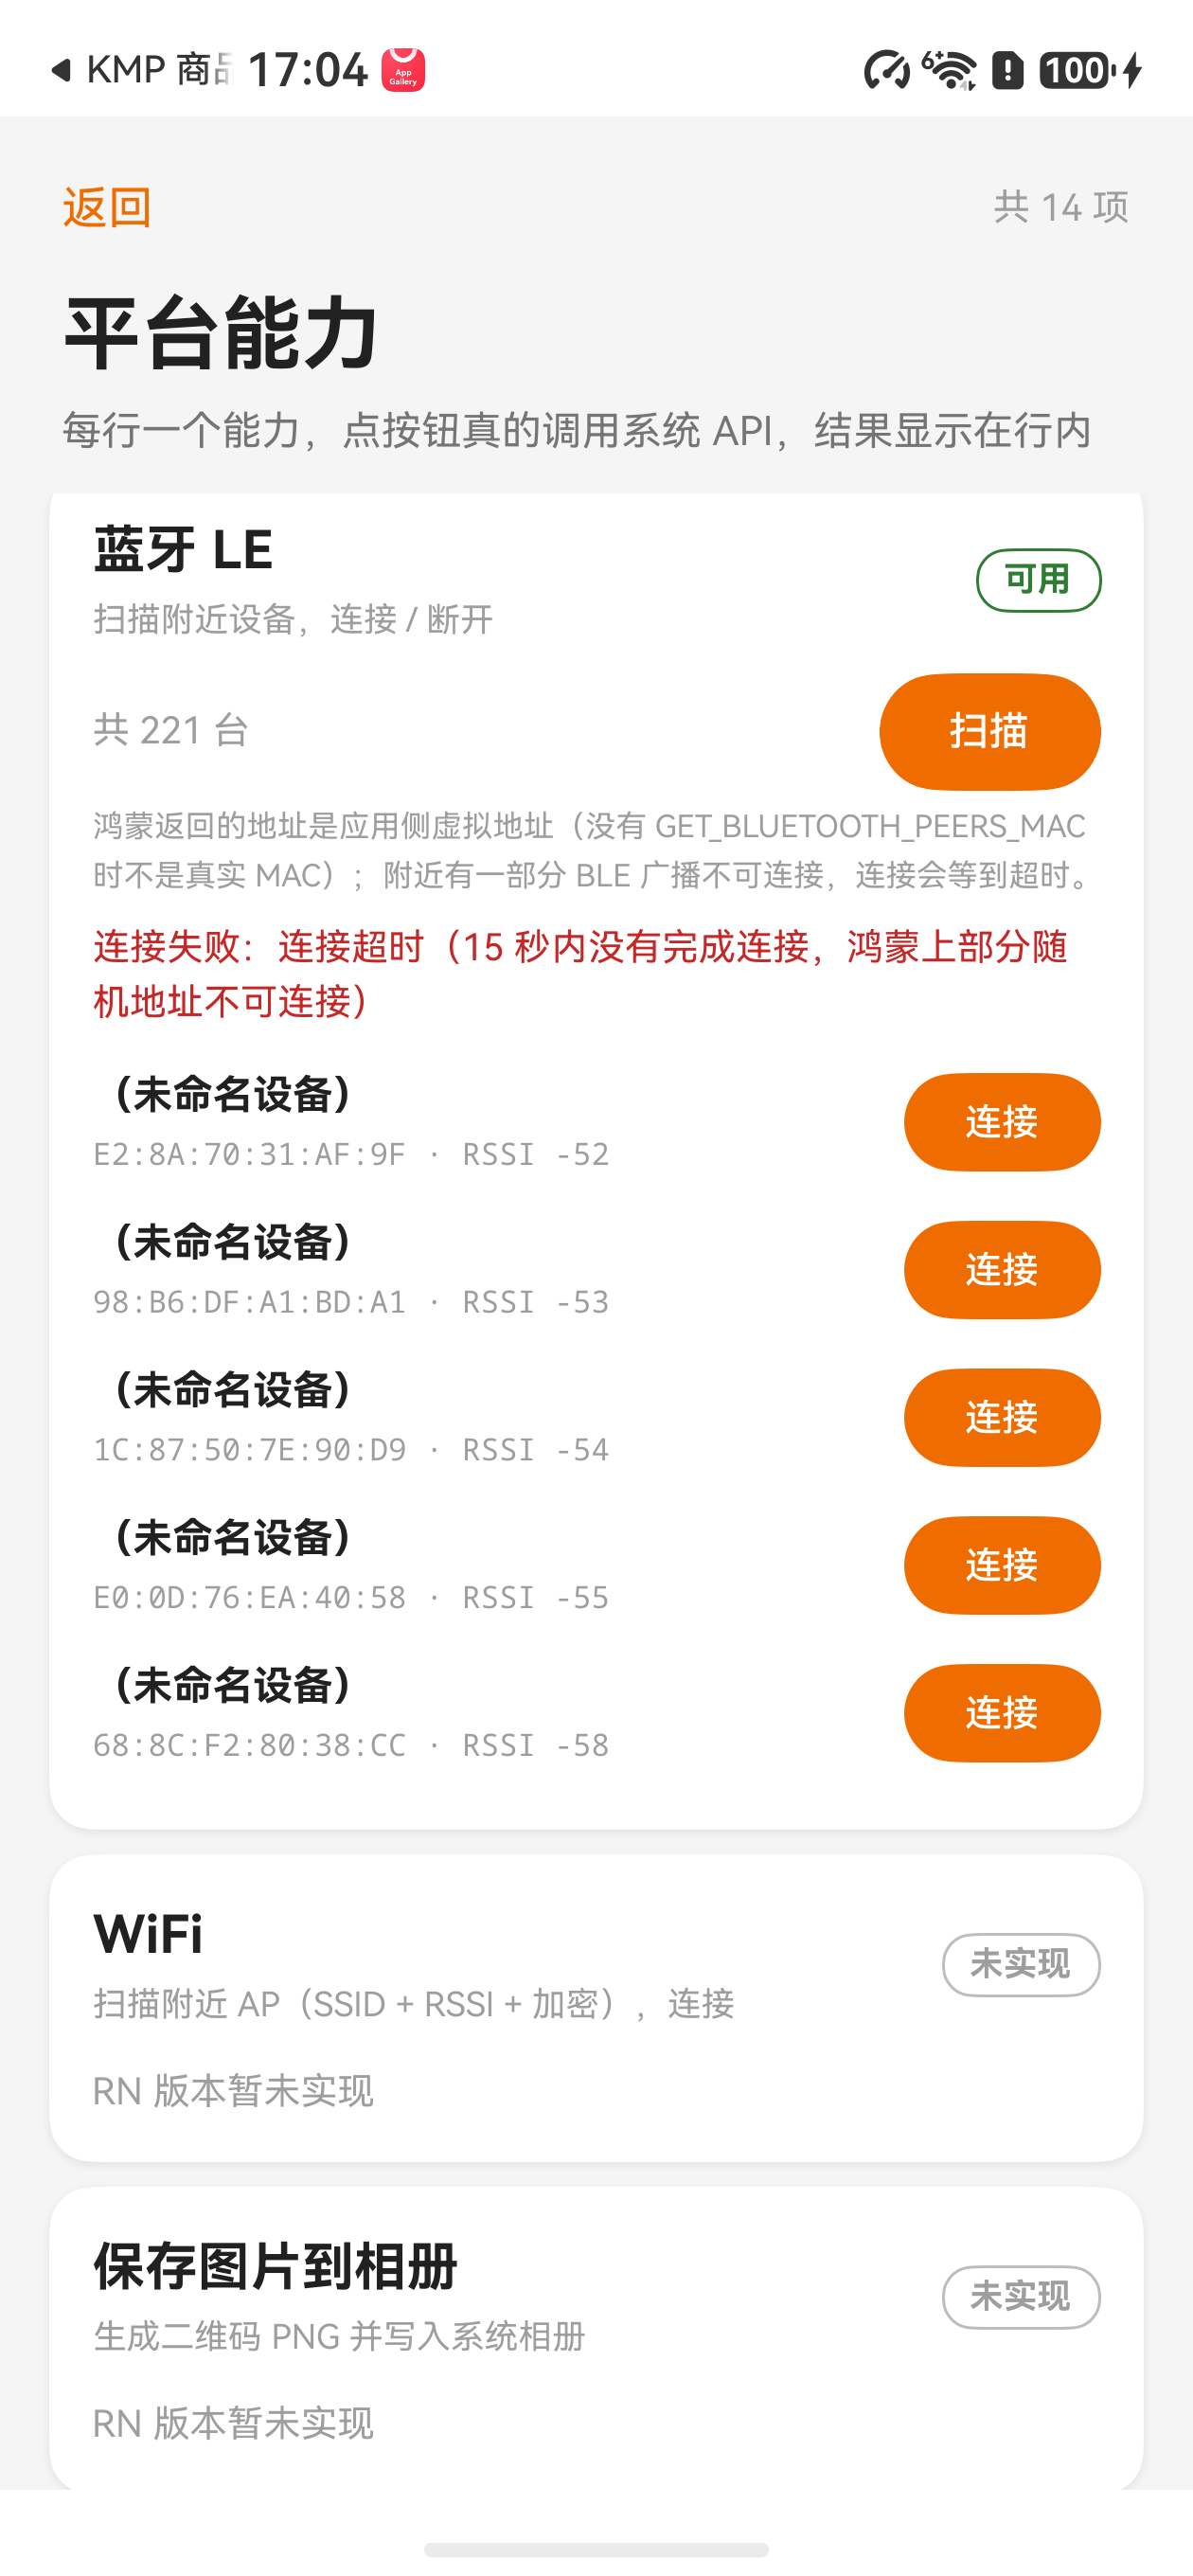 KMP 商品 17:04 App Gallery 6+ 100
返回 共 14 项
平台能力
每行一个能力，点按钮真的调用系统 API，结果显示在行内
蓝牙 LE
可用
扫描附近设备，连接 / 断开
共 221 台 扫描
鸿蒙返回的地址是应用侧虚拟地址（没有 GET_BLUETOOTH_PEERS_MAC
时不是真实 MAC）；附近有一部分 BLE 广播不可连接，连接会等到超时。
连接失败：连接超时（15 秒内没有完成连接，鸿蒙上部分随
机地址不可连接）
（未命名设备）
连接
E2:8A:70:31:AF:9F · RSSI -52
（未命名设备）
连接
98:B6:DF:A1:BD:A1 · RSSI -53
（未命名设备）
连接
1C:87:50:7E:90:D9 · RSSI -54
（未命名设备）
连接
E0:0D:76:EA:40:58 · RSSI -55
（未命名设备）
连接
68:8C:F2:80:38:CC · RSSI -58
WiFi
未实现
扫描附近 AP（SSID + RSSI + 加密），连接
RN 版本暂未实现
保存图片到相册
未实现
生成二维码 PNG 并写入系统相册
RN 版本暂未实现